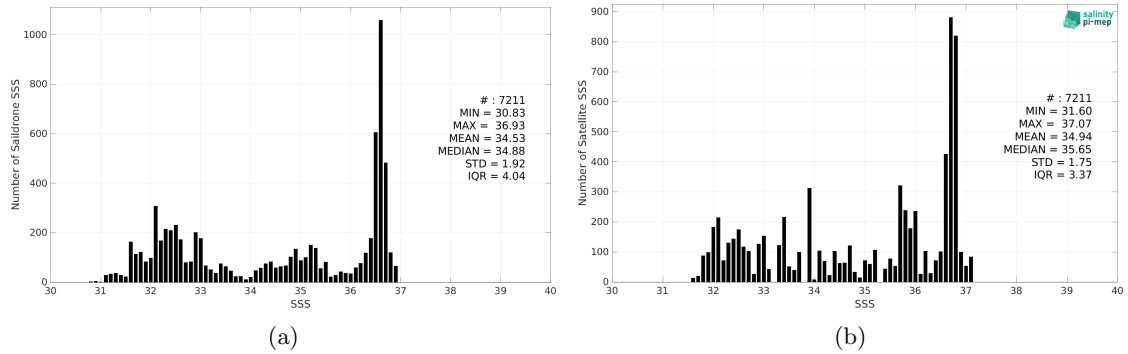 1000
800
600
400
200
0
Number of Saildrone SSS
# : 7211
MIN = 30.83
MAX = 36.93
MEAN = 34.53
MEDIAN = 34.88
STD = 1.92
IQR = 4.04
30 31 32 33 34 35 36 37 38 39 40
SSS
(a)
900
800
700
600
500
400
300
200
100
0
Number of Satellite SSS
salinity
pi-mep
# : 7211
MIN = 31.60
MAX = 37.07
MEAN = 34.94
MEDIAN = 35.65
STD = 1.75
IQR = 3.37
30 31 32 33 34 35 36 37 38 39 40
SSS
(b)